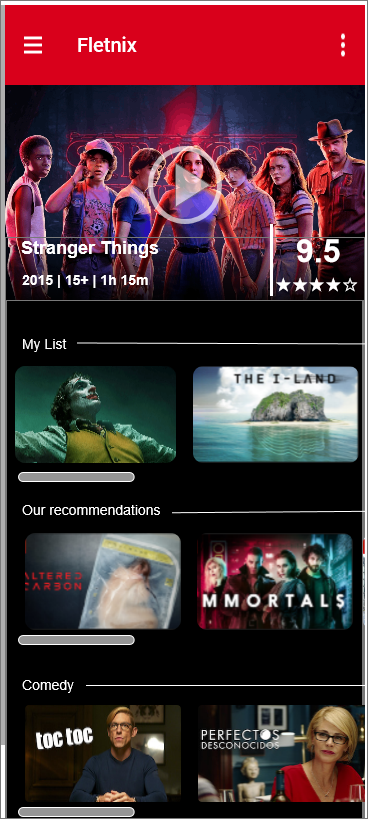 Fletnix
STRANGER
Stranger Things
9.5
2015 | 15+ | 1h 15m
My List
THE I-LAND
Our recommendations
ALTERED
CARBON
MMORTALS
Comedy
toc toc
PERFECTOS
DESCONOCIDOS